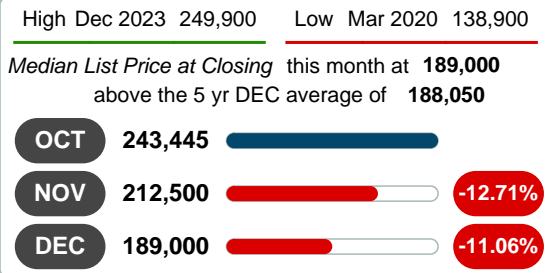 High Dec 2023 249,900 Low Mar 2020 138,900
Median List Price at Closing this month at 189,000
above the 5 yr DEC average of 188,050
OCT 243,445
NOV 212,500 -12.71%
DEC 189,000 -11.06%